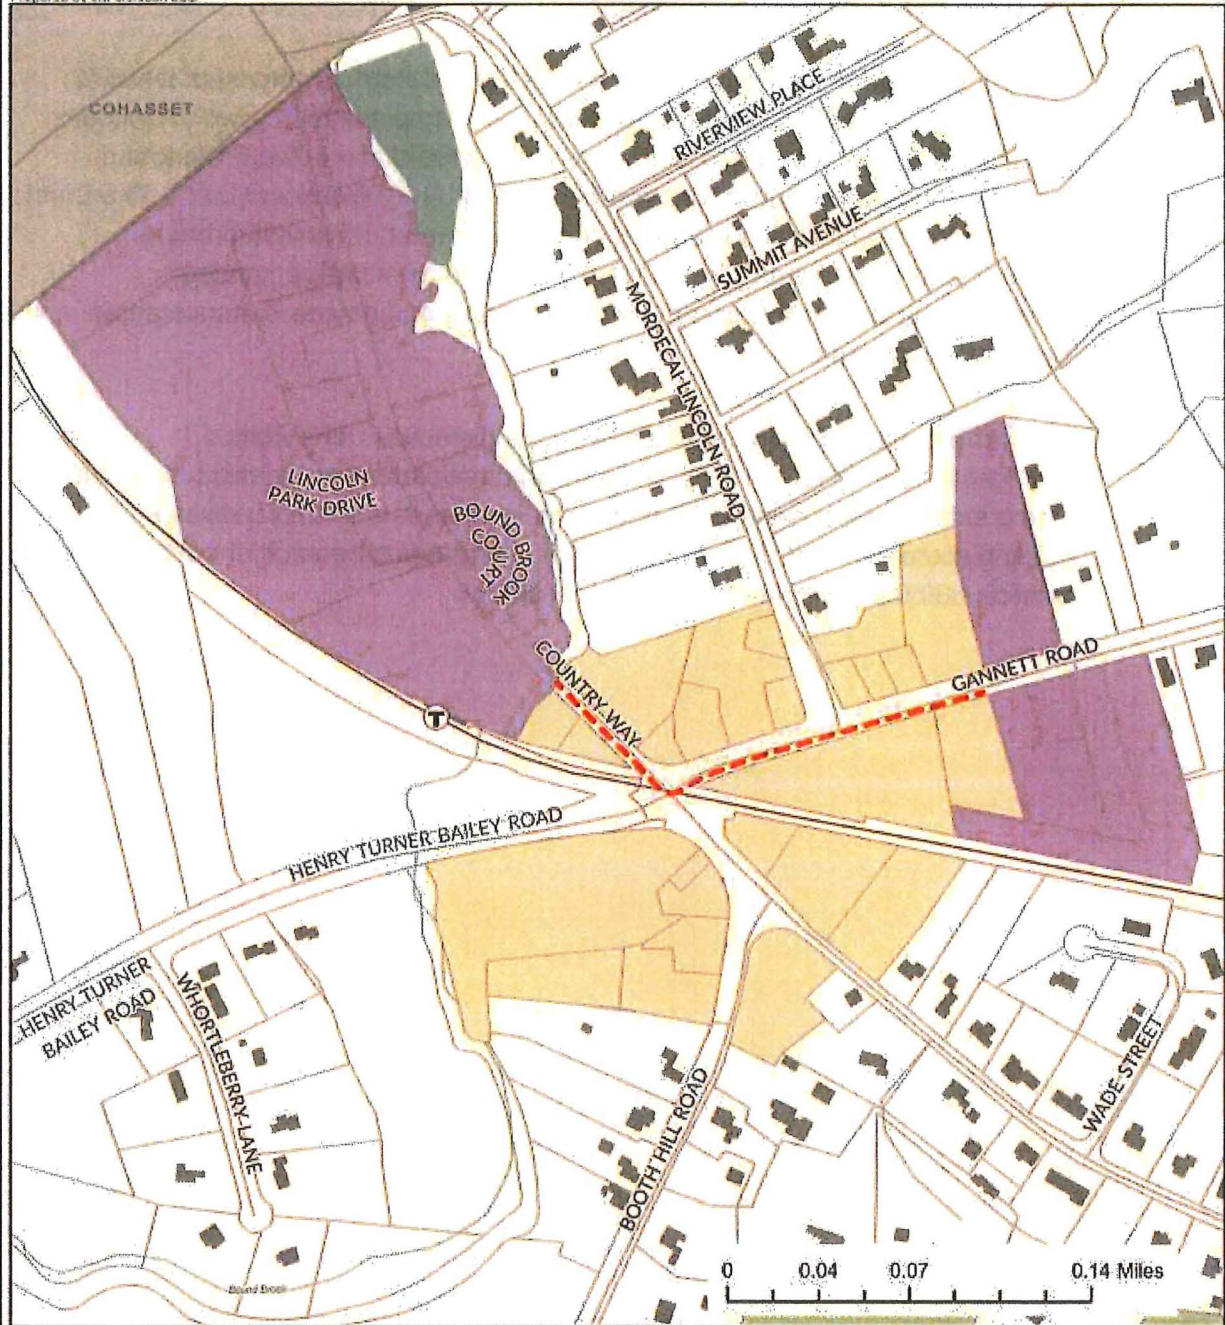 COHASSET
RIVERVIEW PLACE
SUMMIT AVENUE
MORDECAI LINCOLN ROAD
LINCOLN
PARK DRIVE
BOUND BROOK
COURT
COUNTRY WAY
GANNETT ROAD
T
HENRY TURNER BAILEY ROAD
HENRY TURNER
BAILEY ROAD
WHORTLEBERRY LANE
WADE STREET
BOOTH HILL ROAD
Bound Brook
0 0.04 0.07 0.14 Miles